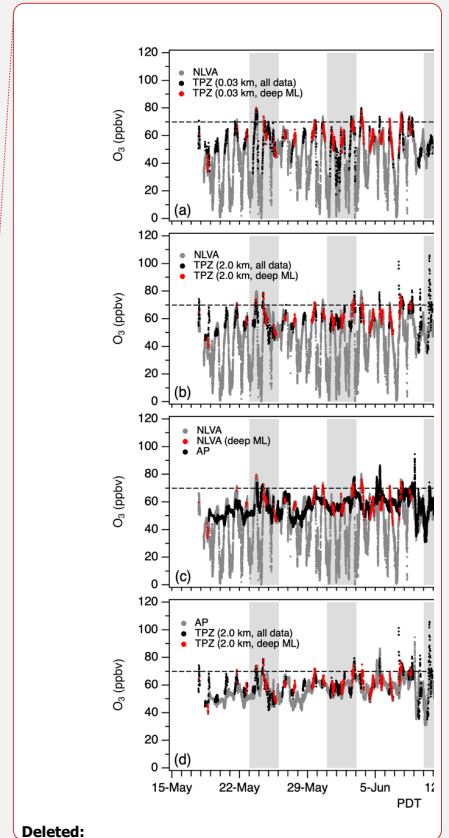 120
100
80
60
40
20
0
O3 (ppbv)
NLVA
TPZ (0.03 km, all data)
TPZ (0.03 km, deep ML)
(a)
120
100
80
60
40
20
0
O3 (ppbv)
NLVA
TPZ (2.0 km, all data)
TPZ (2.0 km, deep ML)
(b)
120
100
80
60
40
20
0
O3 (ppbv)
NLVA
NLVA (deep ML)
AP
(c)
120
100
80
60
40
20
0
O3 (ppbv)
AP
TPZ (2.0 km, all data)
TPZ (2.0 km, deep ML)
(d)
15-May 22-May 29-May 5-Jun 12
PDT
Deleted: